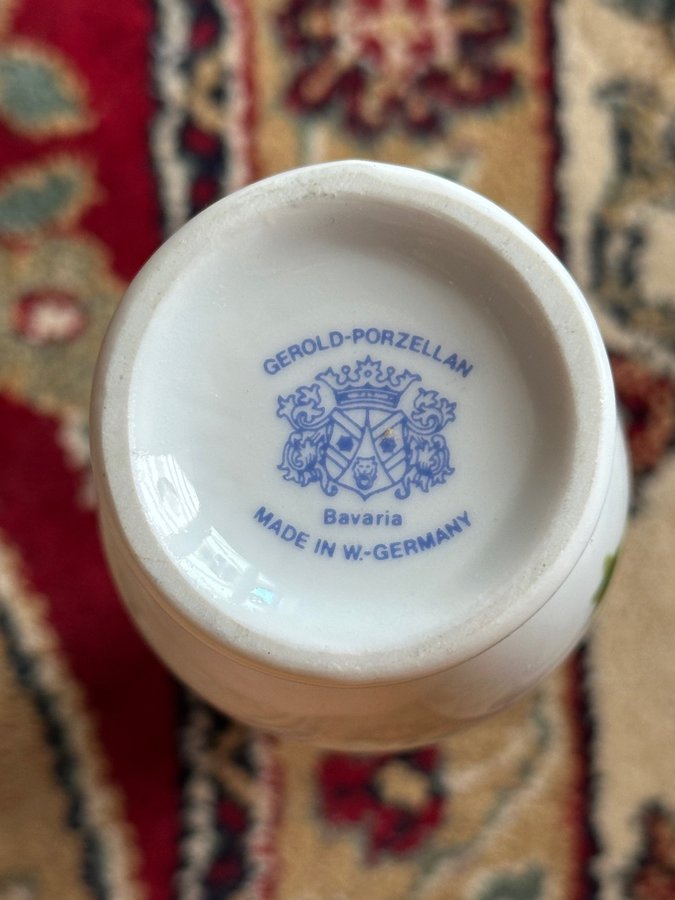 GEROLD-PORZELLAN
Bavaria
MADE IN W.-GERMANY